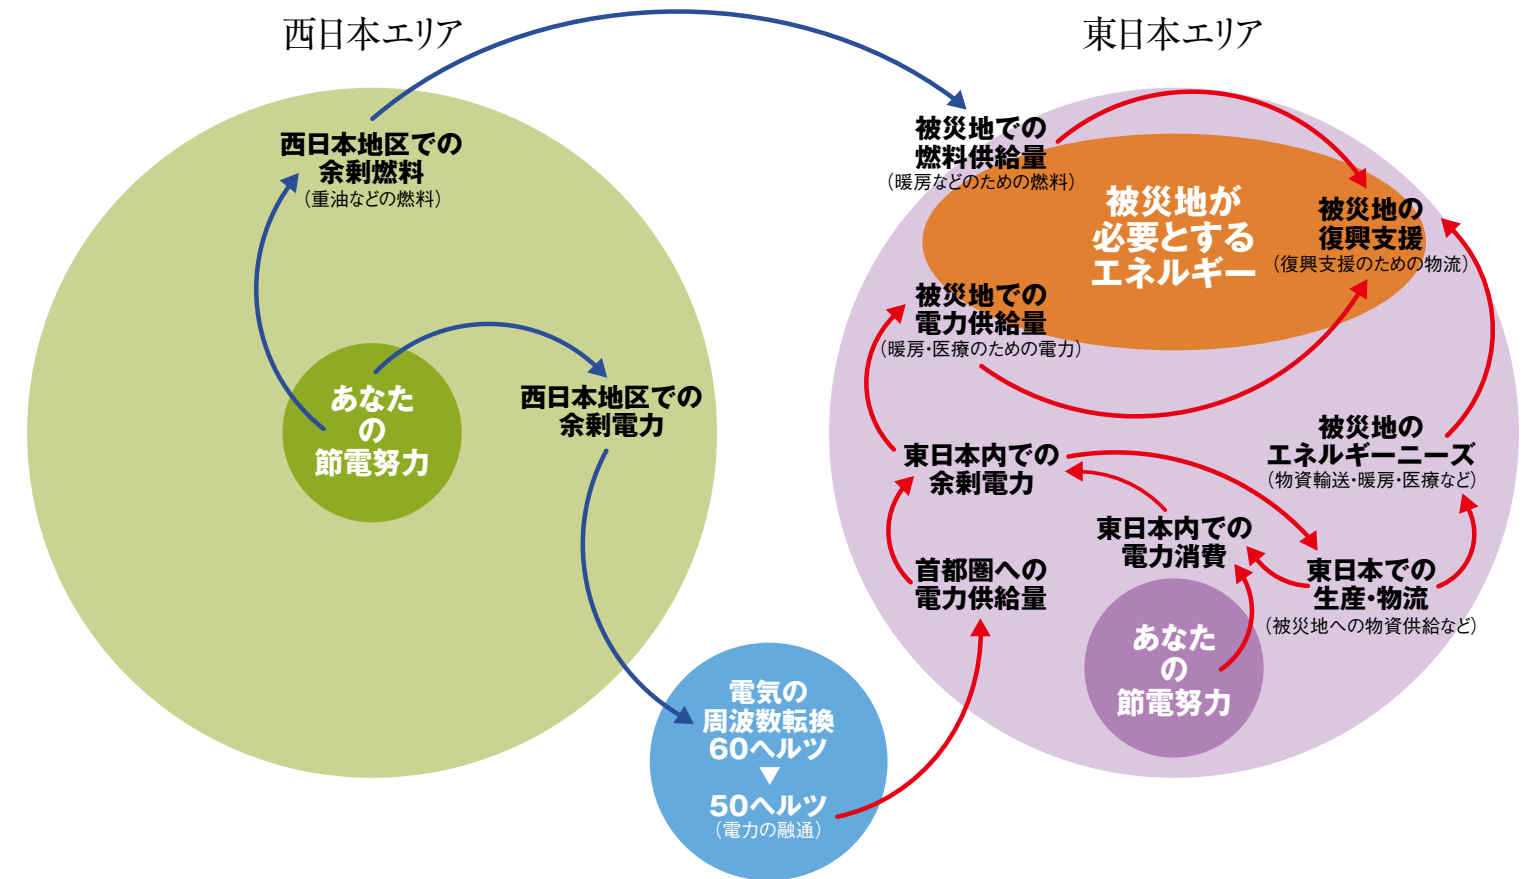 西日本エリア
東日本エリア
西日本地区での
余剰燃料
（重油などの燃料）
あなた
の
節電努力
西日本地区での
余剰電力
電気の
周波数転換
60ヘルツ
▼
50ヘルツ
（電力の融通）
被災地での
燃料供給量
（暖房などのための燃料）
被災地が
必要とする
エネルギー
被災地の
復興支援
（復興支援のための物流）
被災地での
電力供給量
（暖房・医療のための電力）
東日本内での
余剰電力
被災地の
エネルギーニーズ
（物資輸送・暖房・医療など）
東日本内での
電力消費
首都圏への
電力供給量
東日本での
生産・物流
（被災地への物資供給など）
あなた
の
節電努力